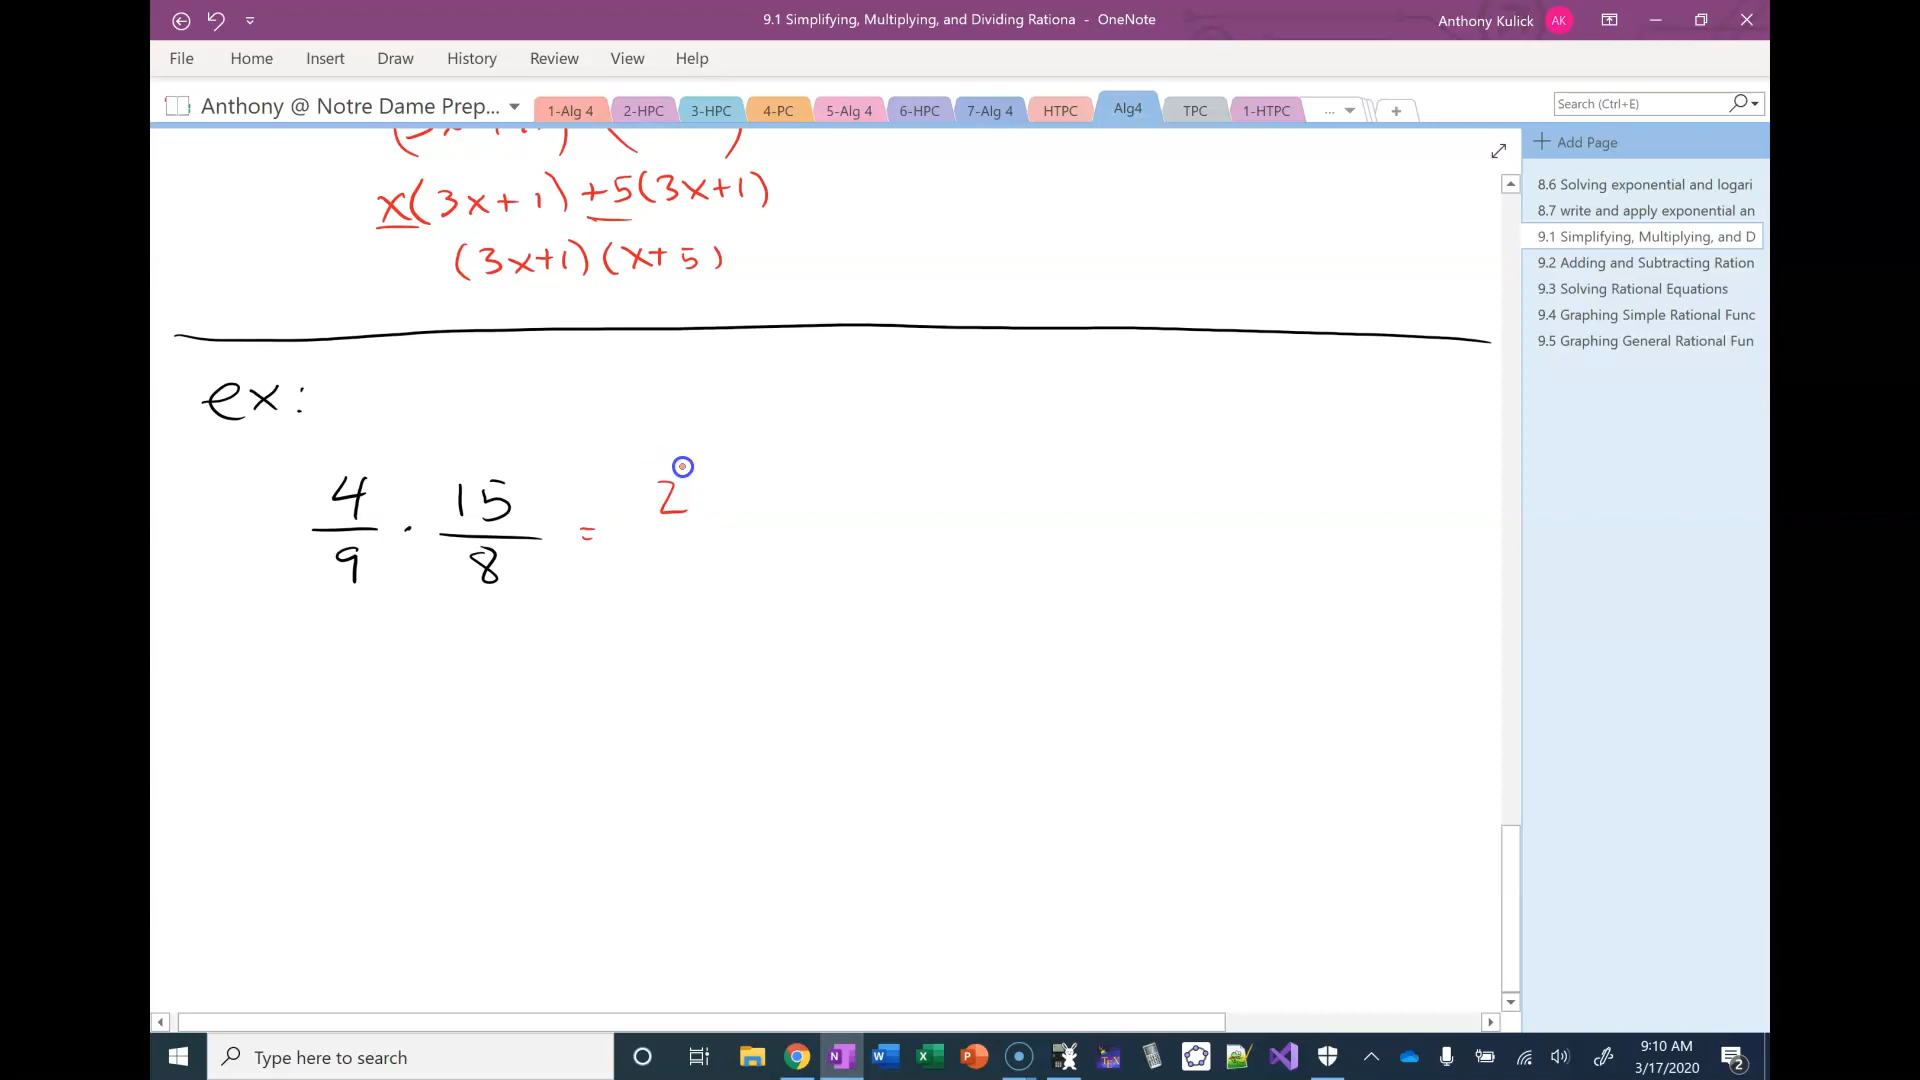 9.1 Simplifying, Multiplying, and Dividing Rationa - OneNote
Anthony Kulick AK
File Home Insert Draw History Review View Help
Anthony @ Notre Dame Prep... 1-Alg 4 2-HPC 3-HPC 4-PC 5-Alg 4 6-HPC 7-Alg 4 HTPC Alg4 TPC 1-HTPC ... +
Search (Ctrl+E)
Add Page
8.6 Solving exponential and logari
8.7 write and apply exponential an
9.1 Simplifying, Multiplying, and D
9.2 Adding and Subtracting Ration
9.3 Solving Rational Equations
9.4 Graphing Simple Rational Func
9.5 Graphing General Rational Fun
x(3x+1)+5(3x+1)
(3x+1)(x+5)
ex:
4 15 2
· =
9 8
Type here to search
9:10 AM
3/17/2020
2